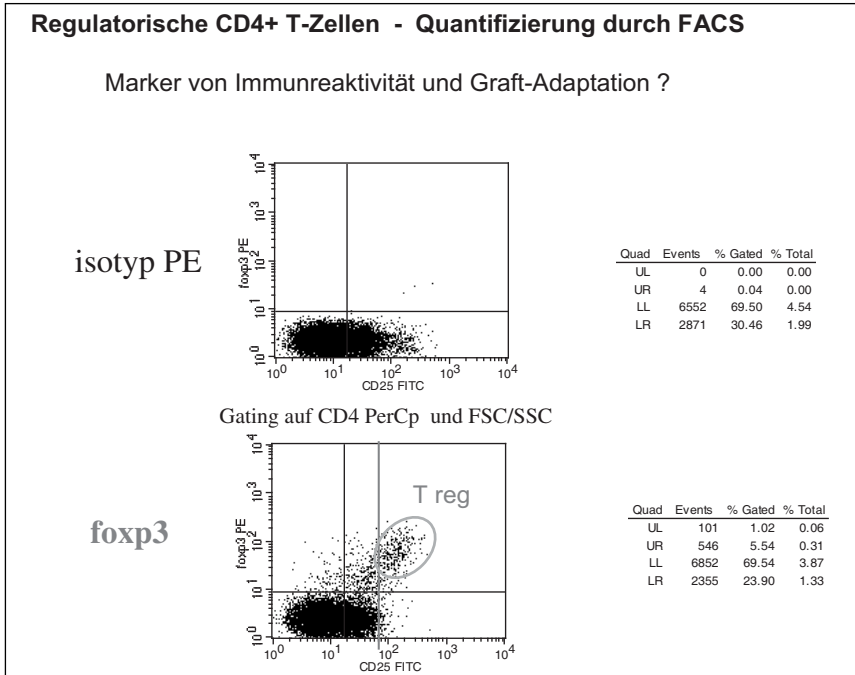 Regulatorische CD4+ T-Zellen - Quantifizierung durch FACS
Marker von Immunreaktivität und Graft-Adaptation ?
isotyp PE
foxp3 PE
10^4
10^3
10^2
10^1
10^0
10^0 10^1 10^2 10^3 10^4
CD25 FITC
Quad Events % Gated % Total
UL 0 0.00 0.00
UR 4 0.04 0.00
LL 6552 69.50 4.54
LR 2871 30.46 1.99
Gating auf CD4 PerCp und FSC/SSC
foxp3
foxp3 PE
10^4
10^3
10^2
10^1
10^0
T reg
10^0 10^1 10^2 10^3 10^4
CD25 FITC
Quad Events % Gated % Total
UL 101 1.02 0.06
UR 546 5.54 0.31
LL 6852 69.54 3.87
LR 2355 23.90 1.33